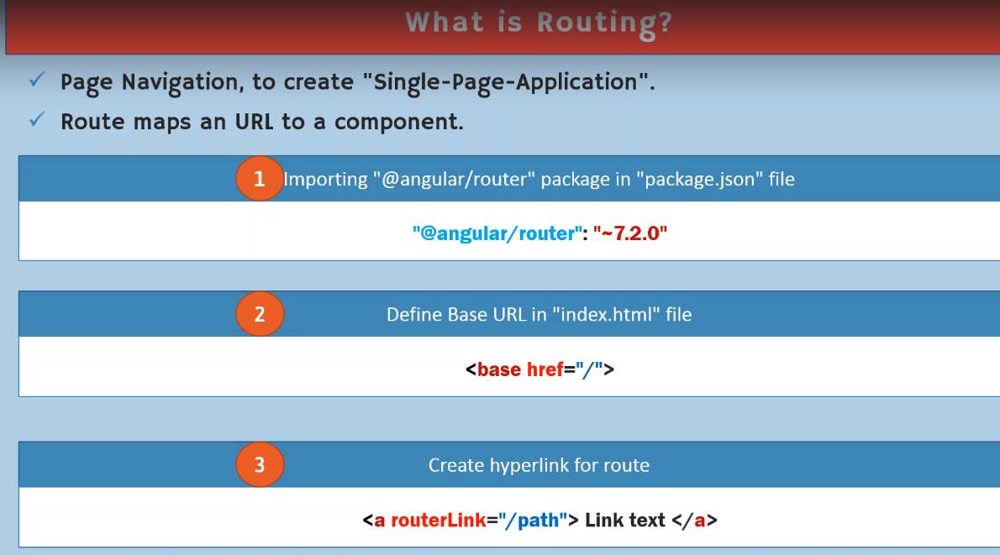 What is Routing?
✓ Page Navigation, to create "Single-Page-Application".
✓ Route maps an URL to a component.
1 Importing "@angular/router" package in "package.json" file
"@angular/router": "~7.2.0"
2 Define Base URL in "index.html" file
<base href="/">
3 Create hyperlink for route
<a routerLink="/path"> Link text </a>